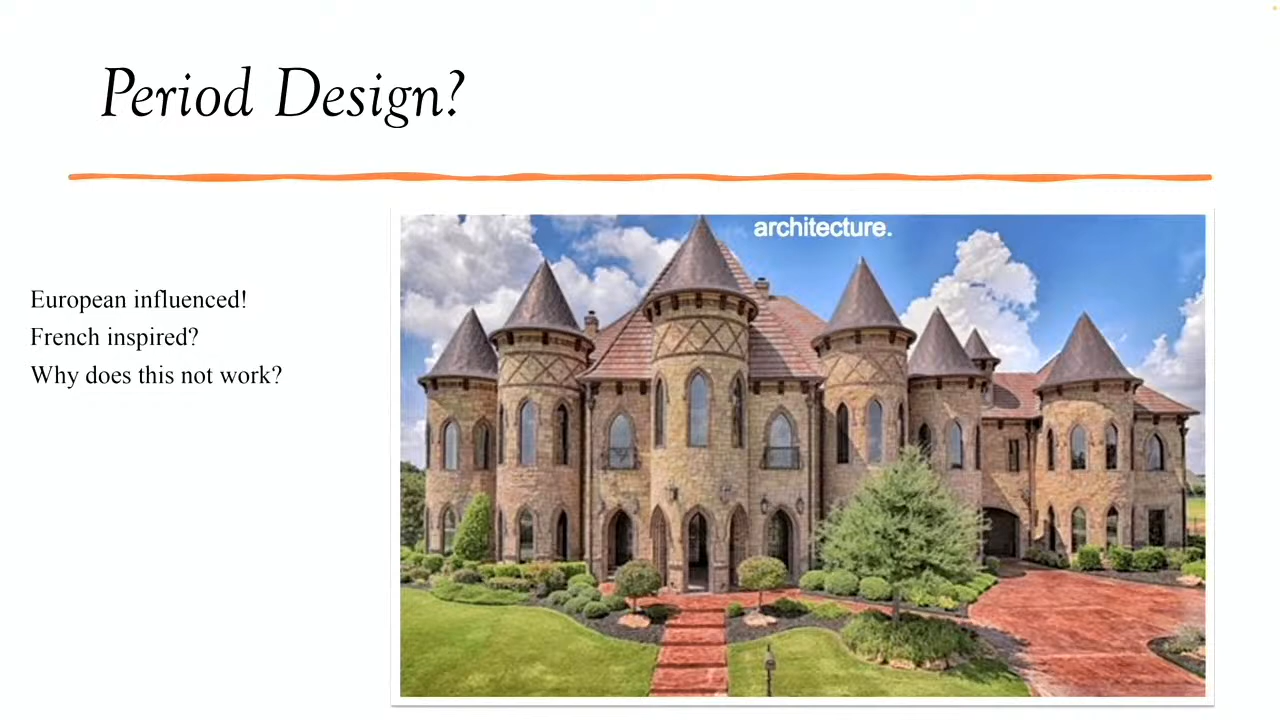 Period Design?
architecture.
European influenced!
French inspired?
Why does this not work?